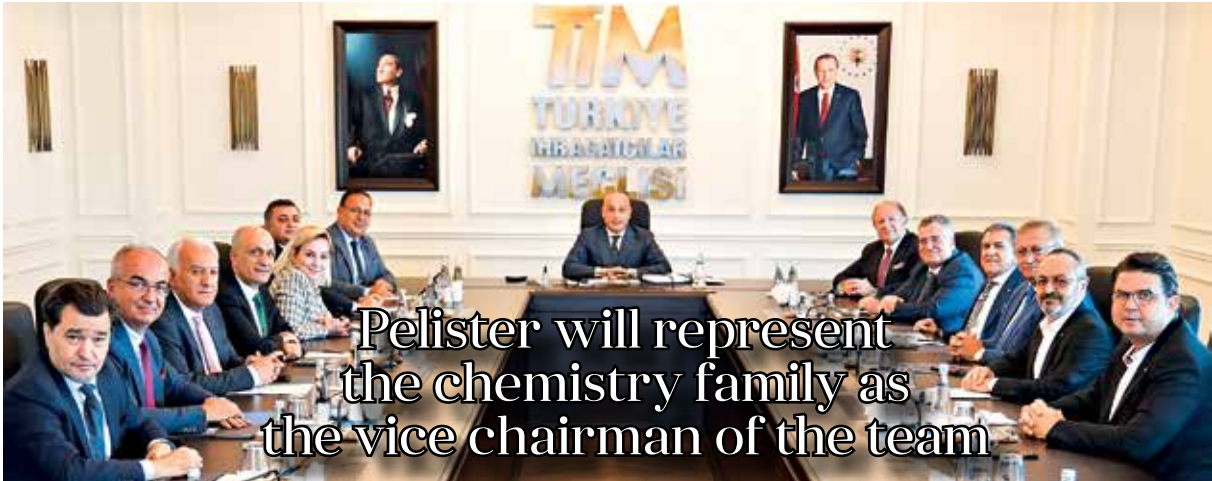 TİM
TÜRKİYE
İHRACATÇILAR
MECLİSİ
Pelister will represent
the chemistry family as
the vice chairman of the team